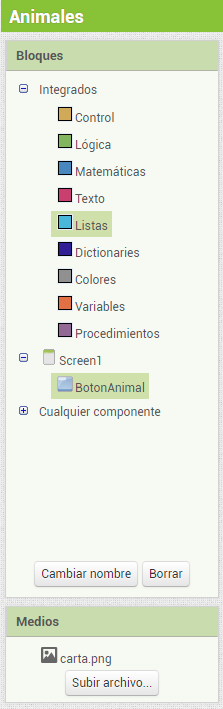 Animales
Bloques
Integrados
Control
Lógica
Matemáticas
Texto
Listas
Dictionaries
Colores
Variables
Procedimientos
Screen1
BotonAnimal
Cualquier componente
Cambiar nombre Borrar
Medios
carta.png
Subir archivo...